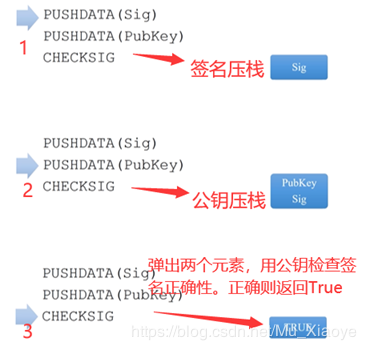 PUSHDATA(Sig)
1
PUSHDATA(PubKey)
CHECKSIG
签名压栈
Sig
PUSHDATA(Sig)
PUSHDATA(PubKey)
2
CHECKSIG
公钥压栈
PubKey
Sig
弹出两个元素，用公钥检查签
名正确性。正确则返回True
PUSHDATA(Sig)
PUSHDATA(PubKey)
3
CHECKSIG
TRUE
https://blog.csdn.net/Mu_Xiaoye